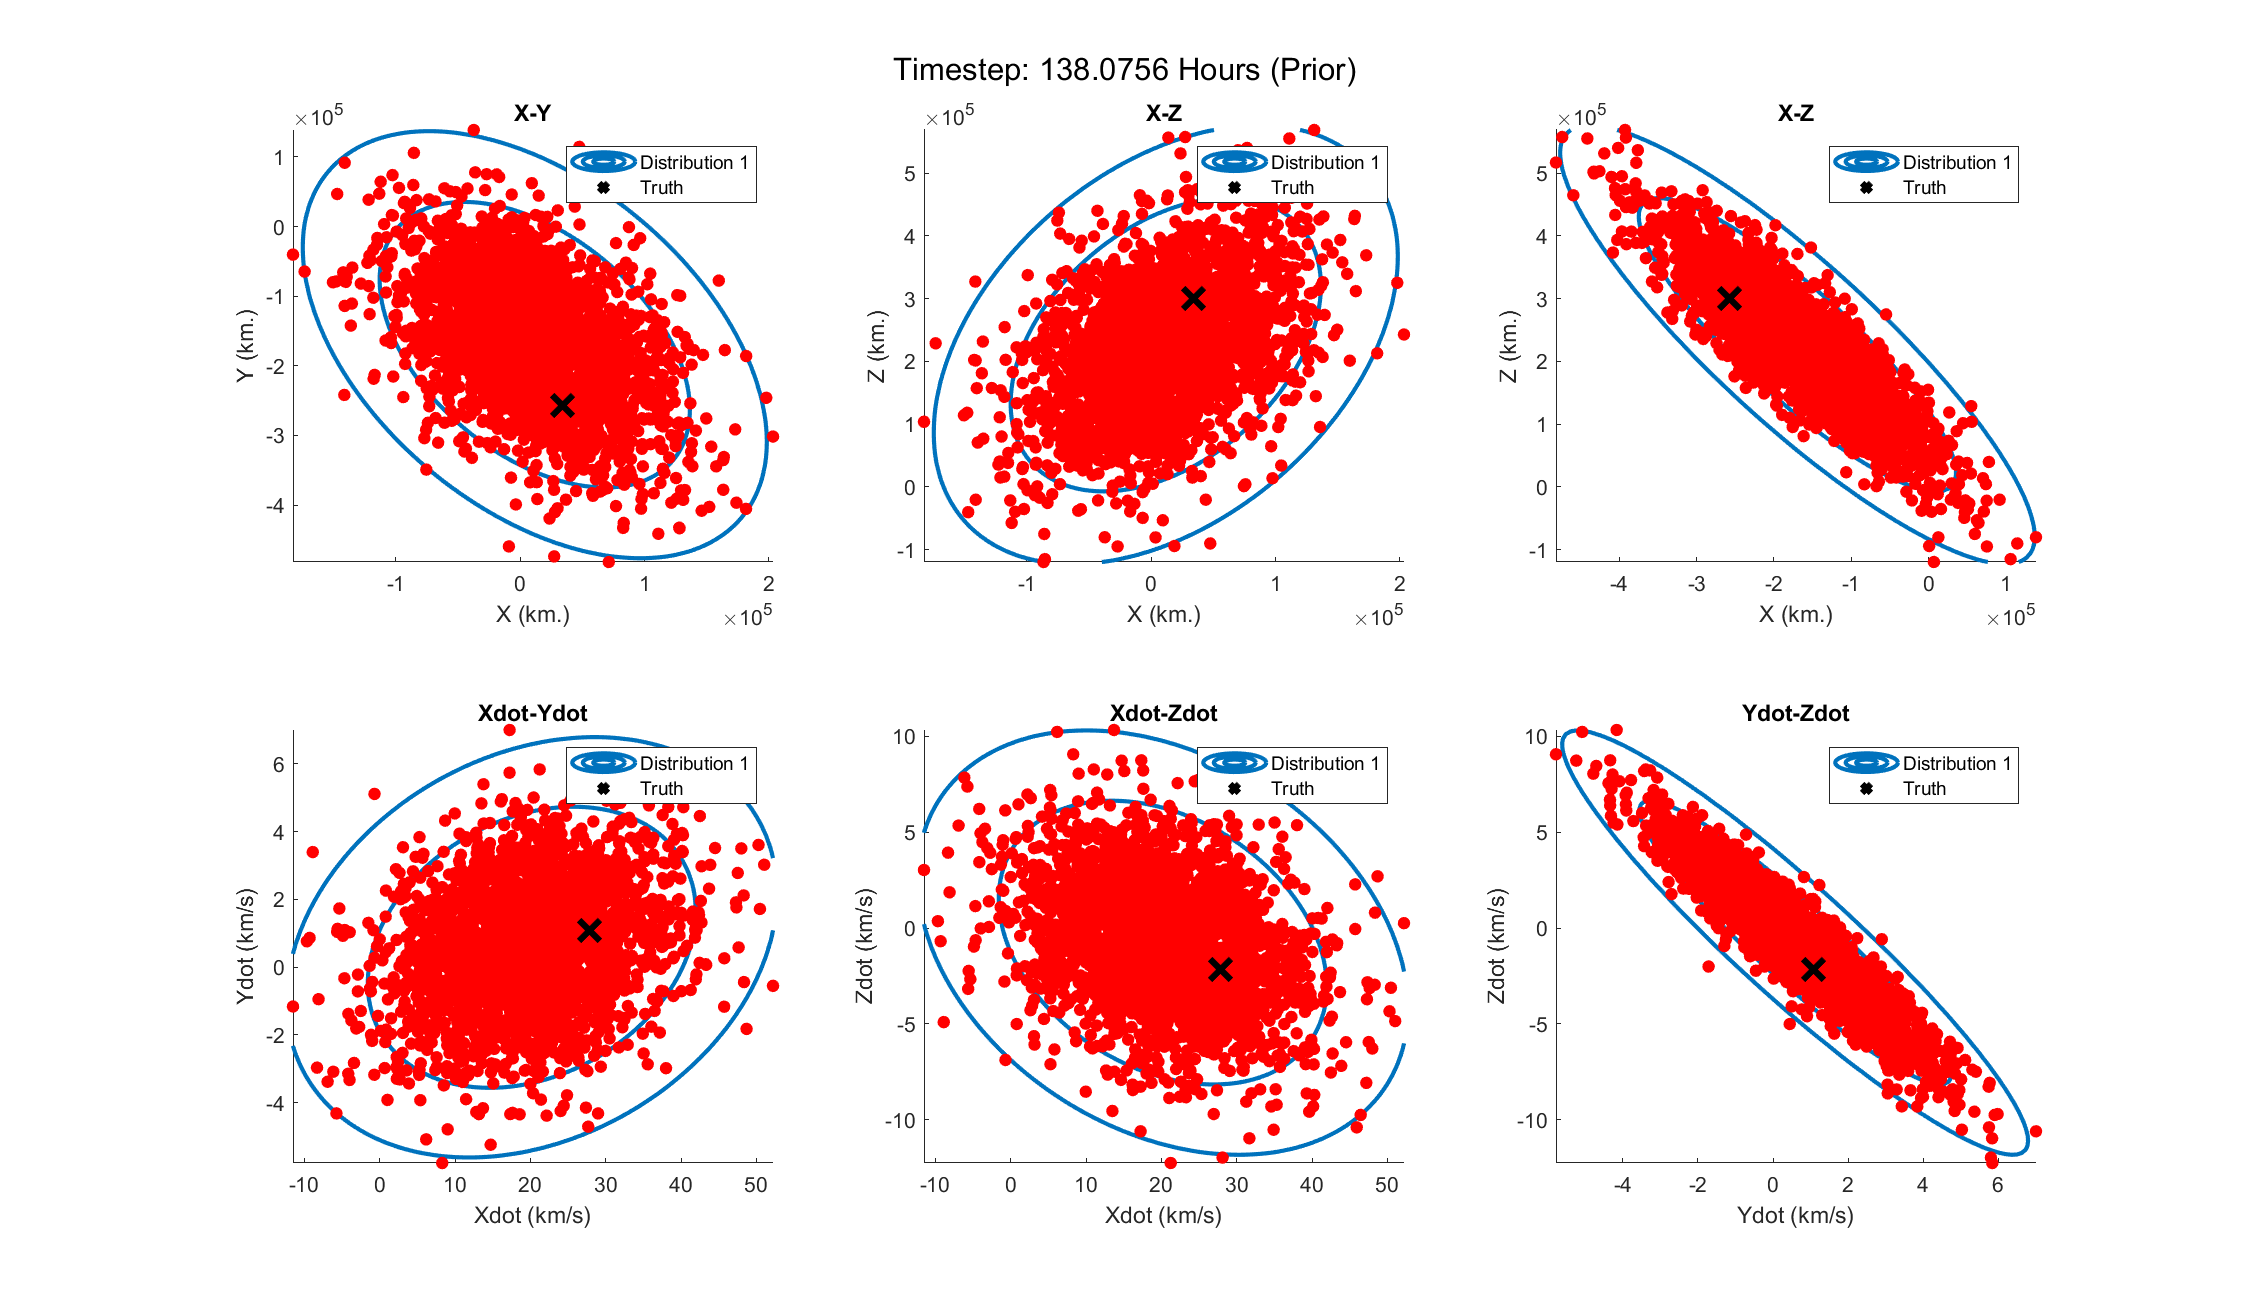 Timestep: 138.0756 Hours (Prior)
X-Y
×10^5
Distribution 1
Truth
1
0
-1
-2
-3
-4
Y (km.)
-1
0
1
2
X (km.)
×10^5
X-Z
×10^5
Distribution 1
Truth
5
4
3
2
1
0
-1
Z (km.)
-1
0
1
2
X (km.)
×10^5
X-Z
×10^5
Distribution 1
Truth
5
4
3
2
1
0
-1
Z (km.)
-4
-3
-2
-1
0
1
X (km.)
×10^5
Xdot-Ydot
Distribution 1
Truth
6
4
2
0
-2
-4
Ydot (km/s)
-10
0
10
20
30
40
50
Xdot (km/s)
Xdot-Zdot
Distribution 1
Truth
10
5
0
-5
-10
Zdot (km/s)
-10
0
10
20
30
40
50
Xdot (km/s)
Ydot-Zdot
Distribution 1
Truth
10
5
0
-5
-10
Zdot (km/s)
-4
-2
0
2
4
6
Ydot (km/s)